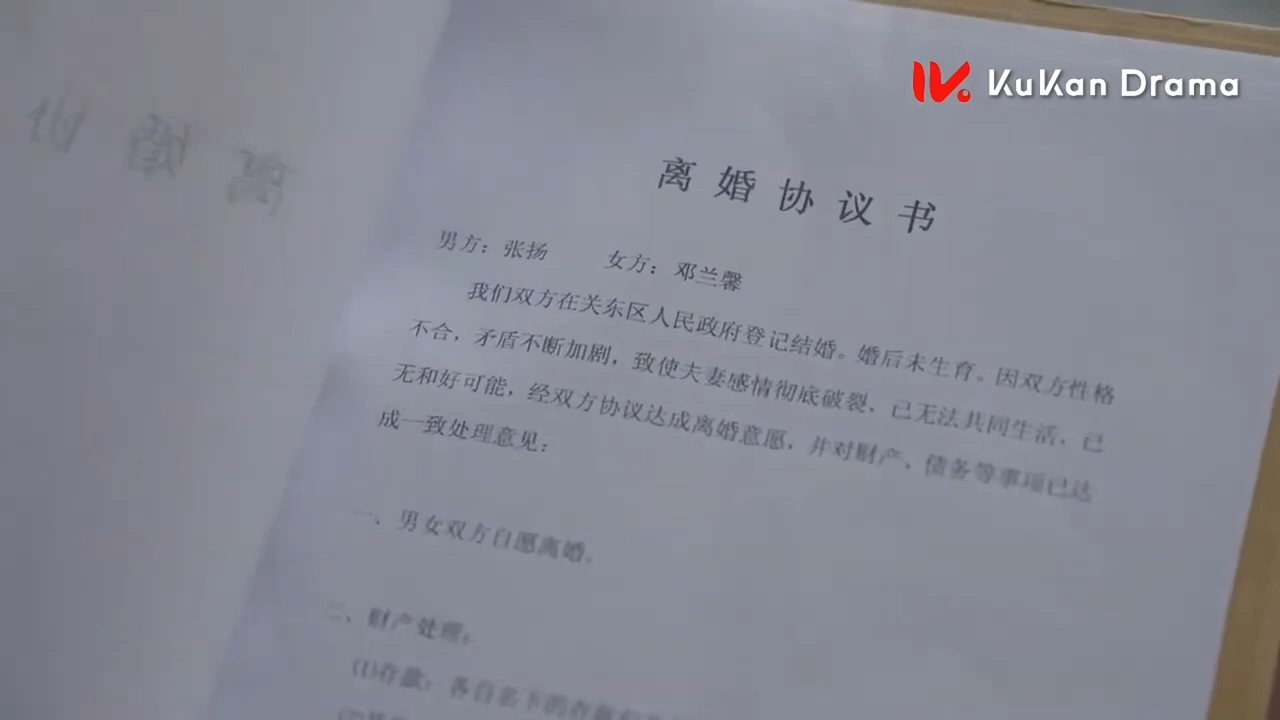 KuKan Drama
离婚协议书
男方：张扬 女方：邓兰馨
我们双方在关东区人民政府登记结婚。婚后未生育。因双方性格
不合，矛盾不断加剧，致使夫妻感情彻底破裂，已无法共同生活，已
无和好可能，经双方协议达成离婚意愿，并对财产、债务等事项已达
成一致处理意见：
一、男女双方自愿离婚。
二、财产处理：
(1)存款：各自名下的存款